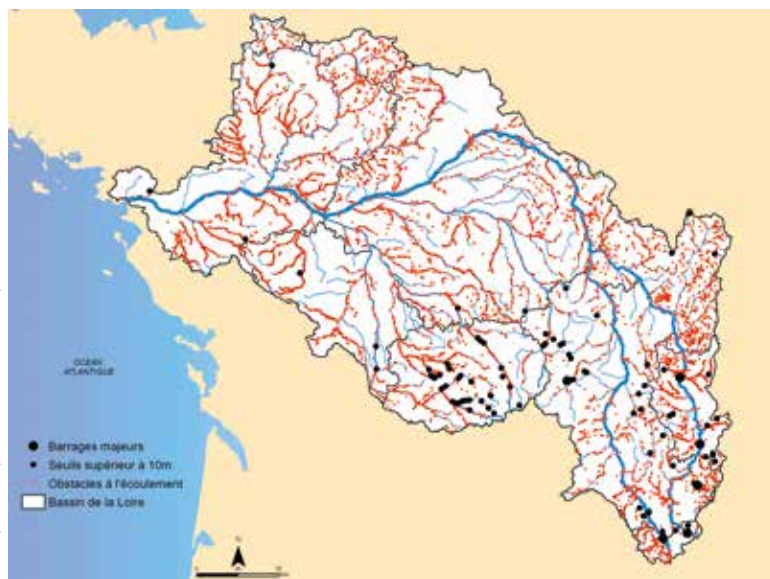 OCEAN
ATLANTIQUE
Barrages majeurs
Seuils supérieur à 10m
Obstacles à l'écoulement
Bassin de la Loire